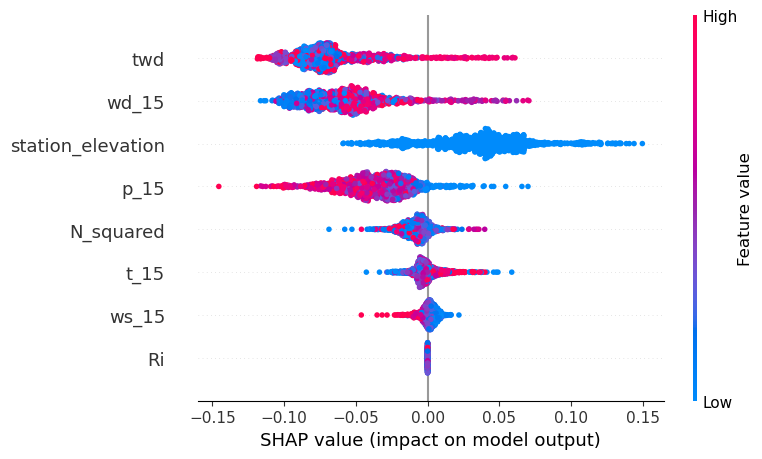 High
twd
wd_15
station_elevation
p_15
N_squared
t_15
ws_15
Ri
Feature value
Low
−0.15 −0.10 −0.05 0.00 0.05 0.10 0.15
SHAP value (impact on model output)